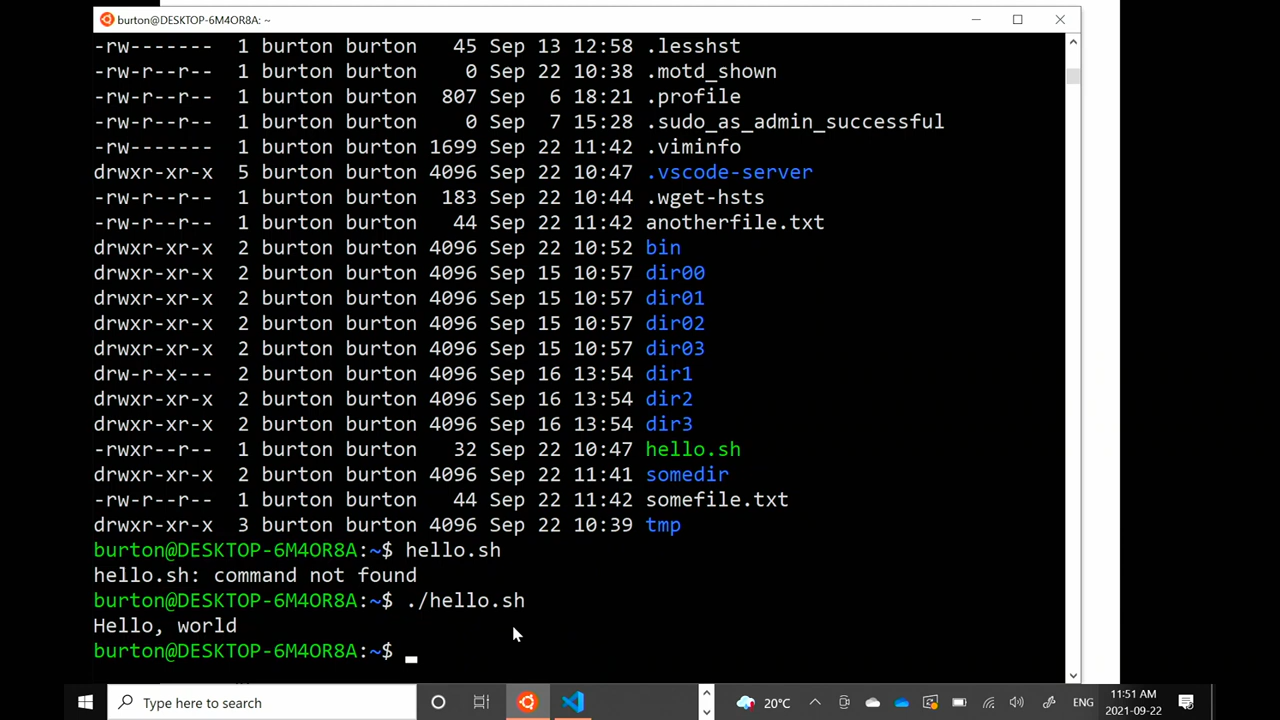 burton@DESKTOP-6M4OR8A: ~
-rw------- 1 burton burton 45 Sep 13 12:58 .lesshst
-rw-r--r-- 1 burton burton 0 Sep 22 10:38 .motd_shown
-rw-r--r-- 1 burton burton 807 Sep 6 18:21 .profile
-rw-r--r-- 1 burton burton 0 Sep 7 15:28 .sudo_as_admin_successful
-rw------- 1 burton burton 1699 Sep 22 11:42 .viminfo
drwxr-xr-x 5 burton burton 4096 Sep 22 10:47 .vscode-server
-rw-r--r-- 1 burton burton 183 Sep 22 10:44 .wget-hsts
-rw-r--r-- 1 burton burton 44 Sep 22 11:42 anotherfile.txt
drwxr-xr-x 2 burton burton 4096 Sep 22 10:52 bin
drwxr-xr-x 2 burton burton 4096 Sep 15 10:57 dir00
drwxr-xr-x 2 burton burton 4096 Sep 15 10:57 dir01
drwxr-xr-x 2 burton burton 4096 Sep 15 10:57 dir02
drwxr-xr-x 2 burton burton 4096 Sep 15 10:57 dir03
drw-r-x--- 2 burton burton 4096 Sep 16 13:54 dir1
drwxr-xr-x 2 burton burton 4096 Sep 16 13:54 dir2
drwxr-xr-x 2 burton burton 4096 Sep 16 13:54 dir3
-rwxr--r-- 1 burton burton 32 Sep 22 10:47 hello.sh
drwxr-xr-x 2 burton burton 4096 Sep 22 11:41 somedir
-rw-r--r-- 1 burton burton 44 Sep 22 11:42 somefile.txt
drwxr-xr-x 3 burton burton 4096 Sep 22 10:39 tmp
burton@DESKTOP-6M4OR8A:~$ hello.sh
hello.sh: command not found
burton@DESKTOP-6M4OR8A:~$ ./hello.sh
Hello, world
burton@DESKTOP-6M4OR8A:~$
Type here to search
20°C
ENG
11:51 AM
2021-09-22